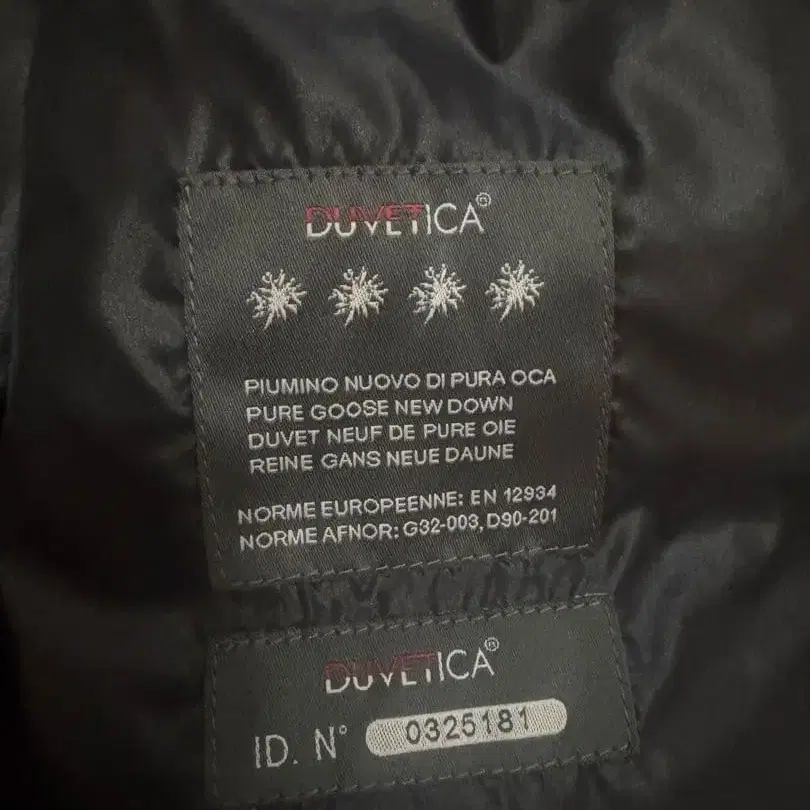 DUVETICA®
PIUMINO NUOVO DI PURA OCA
PURE GOOSE NEW DOWN
DUVET NEUF DE PURE OIE
REINE GANS NEUE DAUNE
NORME EUROPEENNE: EN 12934
NORME AFNOR: G32-003, D90-201
DUVETICA®
ID. N° 0325181